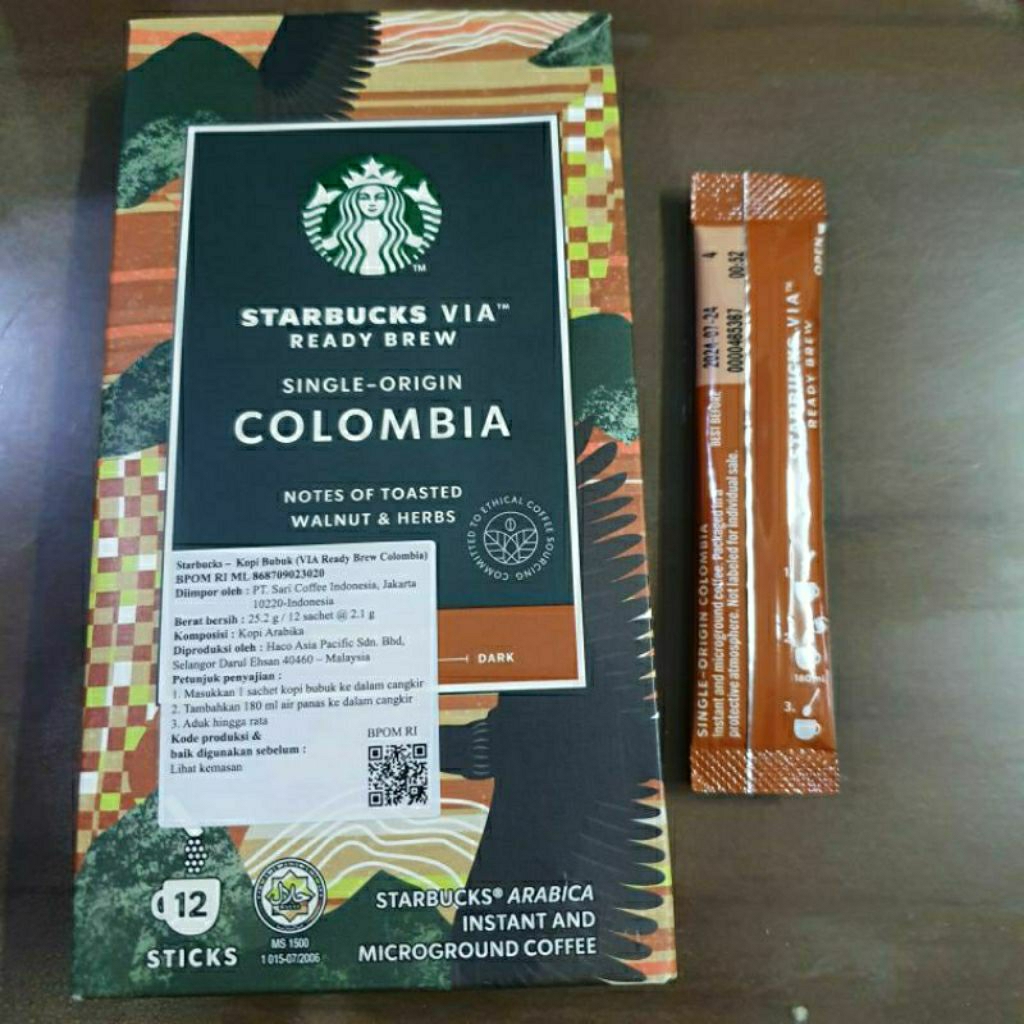 STARBUCKS VIA™
READY BREW
SINGLE-ORIGIN
COLOMBIA
NOTES OF TOASTED
WALNUT & HERBS
COMMITTED TO ETHICAL COFFEE SOURCING
DARK
Starbucks – Kopi Bubuk (VIA Ready Brew Colombia)
BPOM RI ML 868709023020
Diimpor oleh : PT. Sari Coffee Indonesia, Jakarta
10220-Indonesia
Berat bersih : 25.2 g / 12 sachet @ 2.1 g
Komposisi : Kopi Arabika
Diproduksi oleh : Haco Asia Pacific Sdn. Bhd,
Selangor Darul Ehsan 40460 – Malaysia
Petunjuk penyajian :
1. Masukkan 1 sachet kopi bubuk ke dalam cangkir
2. Tambahkan 180 ml air panas ke dalam cangkir
3. Aduk hingga rata
Kode produksi &
baik digunakan sebelum :
Lihat kemasan
BPOM RI
12
STICKS
حلال
MS 1500
1 015-07/2006
STARBUCKS® ARABICA
INSTANT AND
MICROGROUND COFFEE
OPEN
STARBUCKS VIA™
READY BREW
2024-07-24 4
0000465367 00:52
BEST BEFORE
SINGLE-ORIGIN COLOMBIA
Instant and microground coffee. Packaged in a
protective atmosphere. Not labeled for individual sale.
1.
180 mL
3.